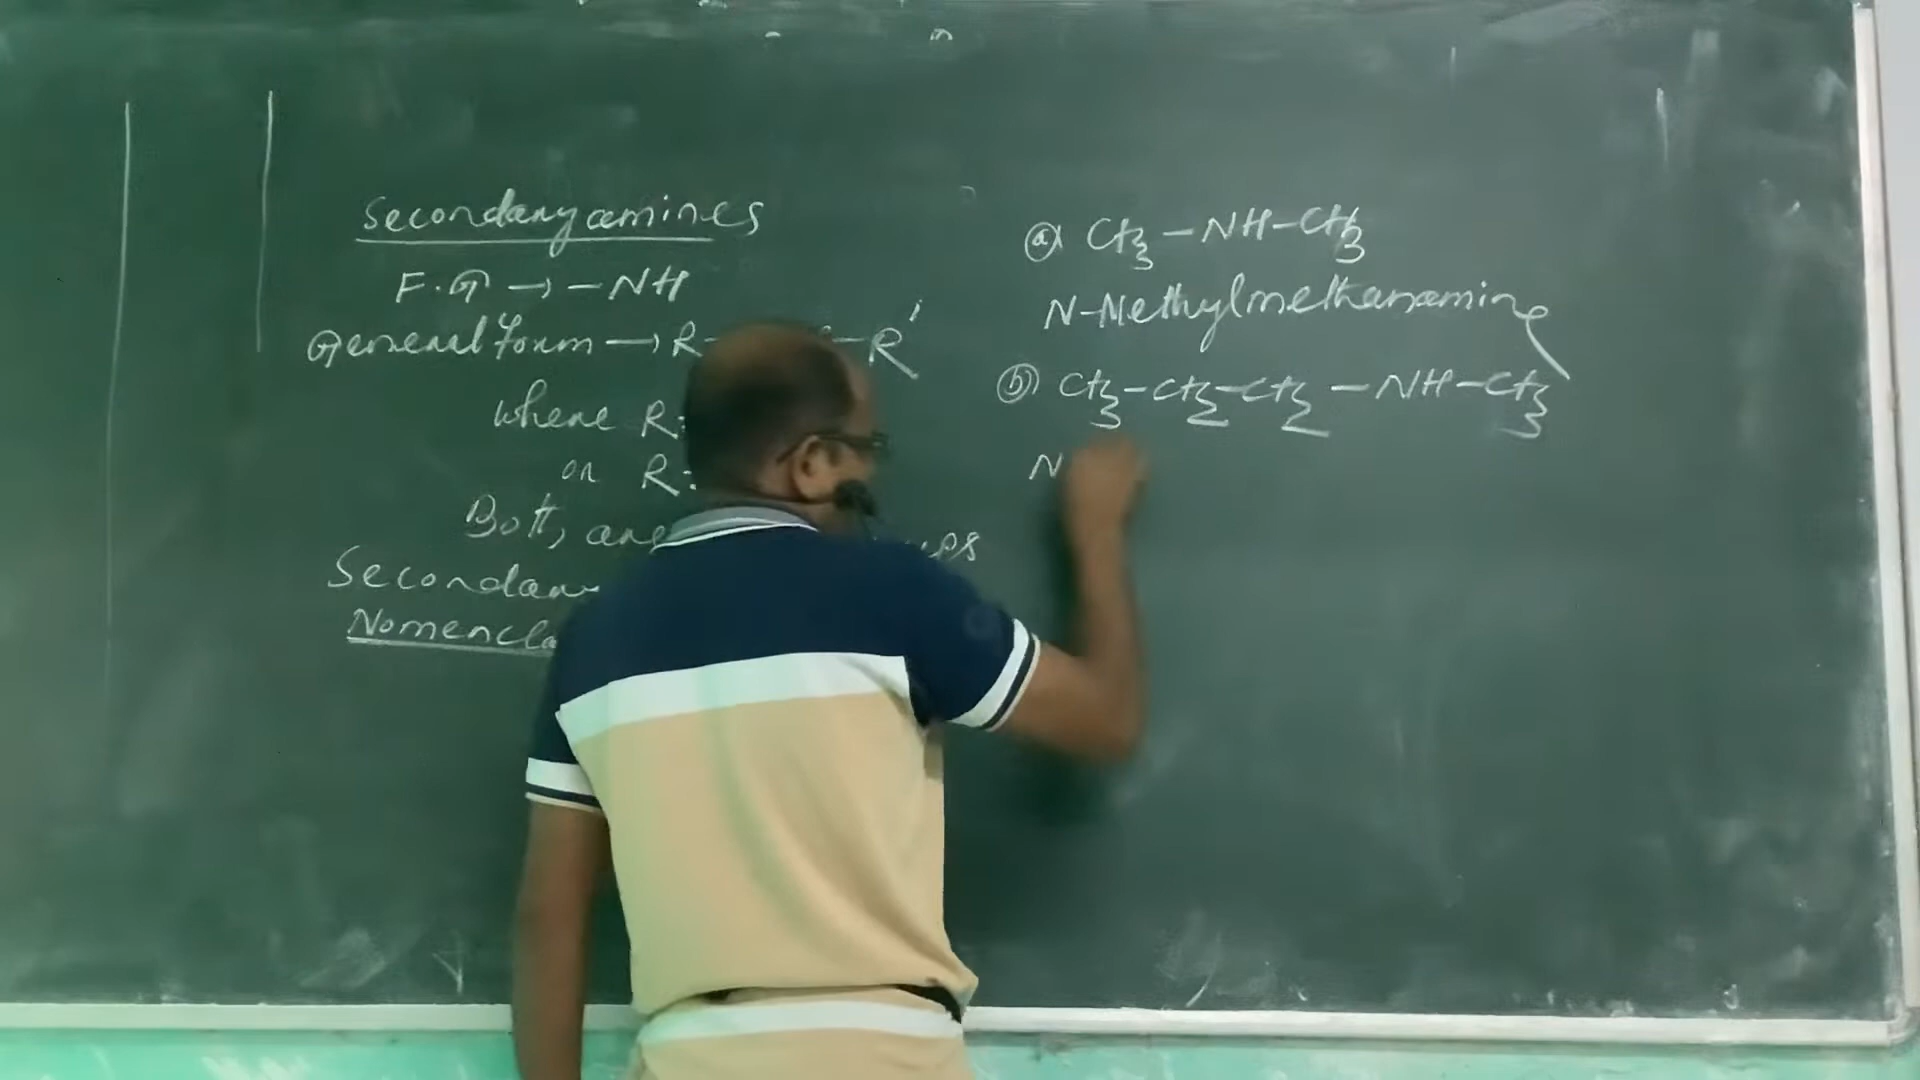 Secondary amines
F.G → -NH
General form → R- -R'
where R:
or R:
Both are
Secondary
Nomencla
(a) CH3-NH-CH3
N-Methylmethanamine
(b) CH3-CH2-CH2-NH-CH3
N